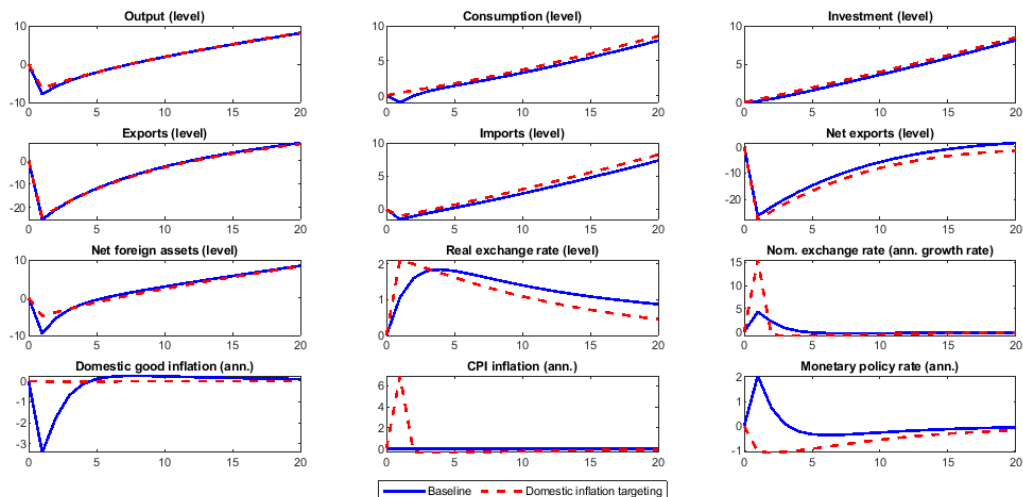 Output (level)
10
0
-10
0 5 10 15 20
Consumption (level)
10
5
0
0 5 10 15 20
Investment (level)
10
5
0
0 5 10 15 20
Exports (level)
0
-10
-20
0 5 10 15 20
Imports (level)
10
5
0
0 5 10 15 20
Net exports (level)
0
-10
-20
0 5 10 15 20
Net foreign assets (level)
10
0
-10
0 5 10 15 20
Real exchange rate (level)
2
1
0
0 5 10 15 20
Nom. exchange rate (ann. growth rate)
15
10
5
0
0 5 10 15 20
Domestic good inflation (ann.)
0
-1
-2
-3
0 5 10 15 20
CPI inflation (ann.)
6
4
2
0
0 5 10 15 20
Monetary policy rate (ann.)
2
1
0
-1
0 5 10 15 20
Baseline Domestic inflation targeting